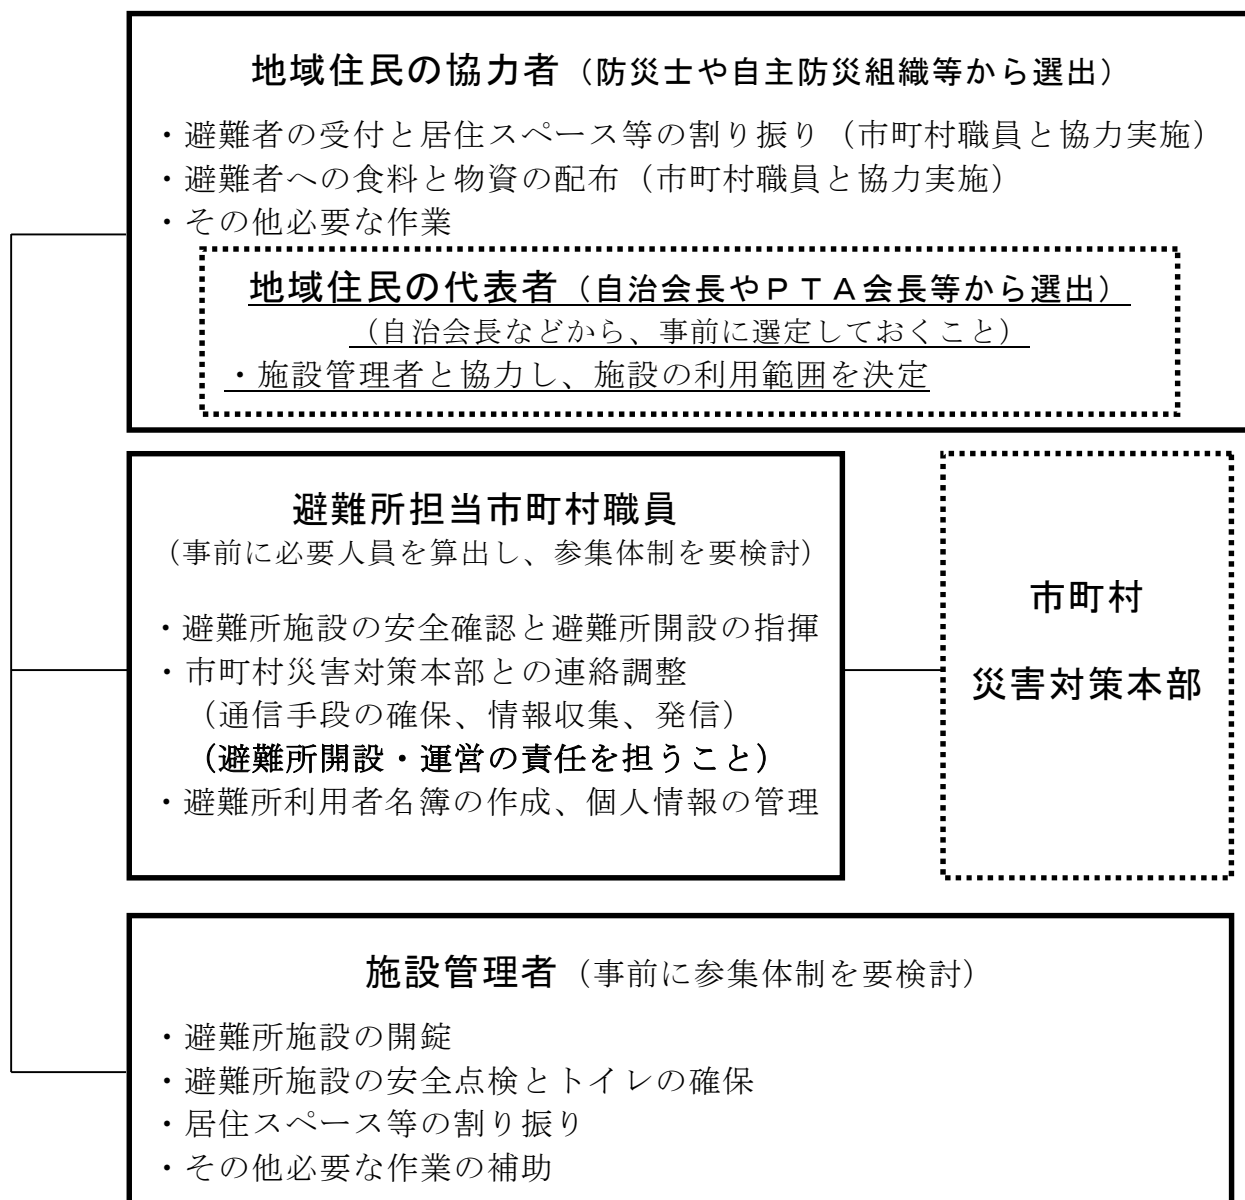 地域住民の協力者（防災士や自主防災組織等から選出）
・避難者の受付と居住スペース等の割り振り（市町村職員と協力実施）
・避難者への食料と物資の配布（市町村職員と協力実施）
・その他必要な作業
地域住民の代表者（自治会長やＰＴＡ会長等から選出）
（自治会長などから、事前に選定しておくこと）
・施設管理者と協力し、施設の利用範囲を決定
避難所担当市町村職員
（事前に必要人員を算出し、参集体制を要検討）
・避難所施設の安全確認と避難所開設の指揮
・市町村災害対策本部との連絡調整
（通信手段の確保、情報収集、発信）
（避難所開設・運営の責任を担うこと）
・避難所利用者名簿の作成、個人情報の管理
市町村
災害対策本部
施設管理者（事前に参集体制を要検討）
・避難所施設の開錠
・避難所施設の安全点検とトイレの確保
・居住スペース等の割り振り
・その他必要な作業の補助